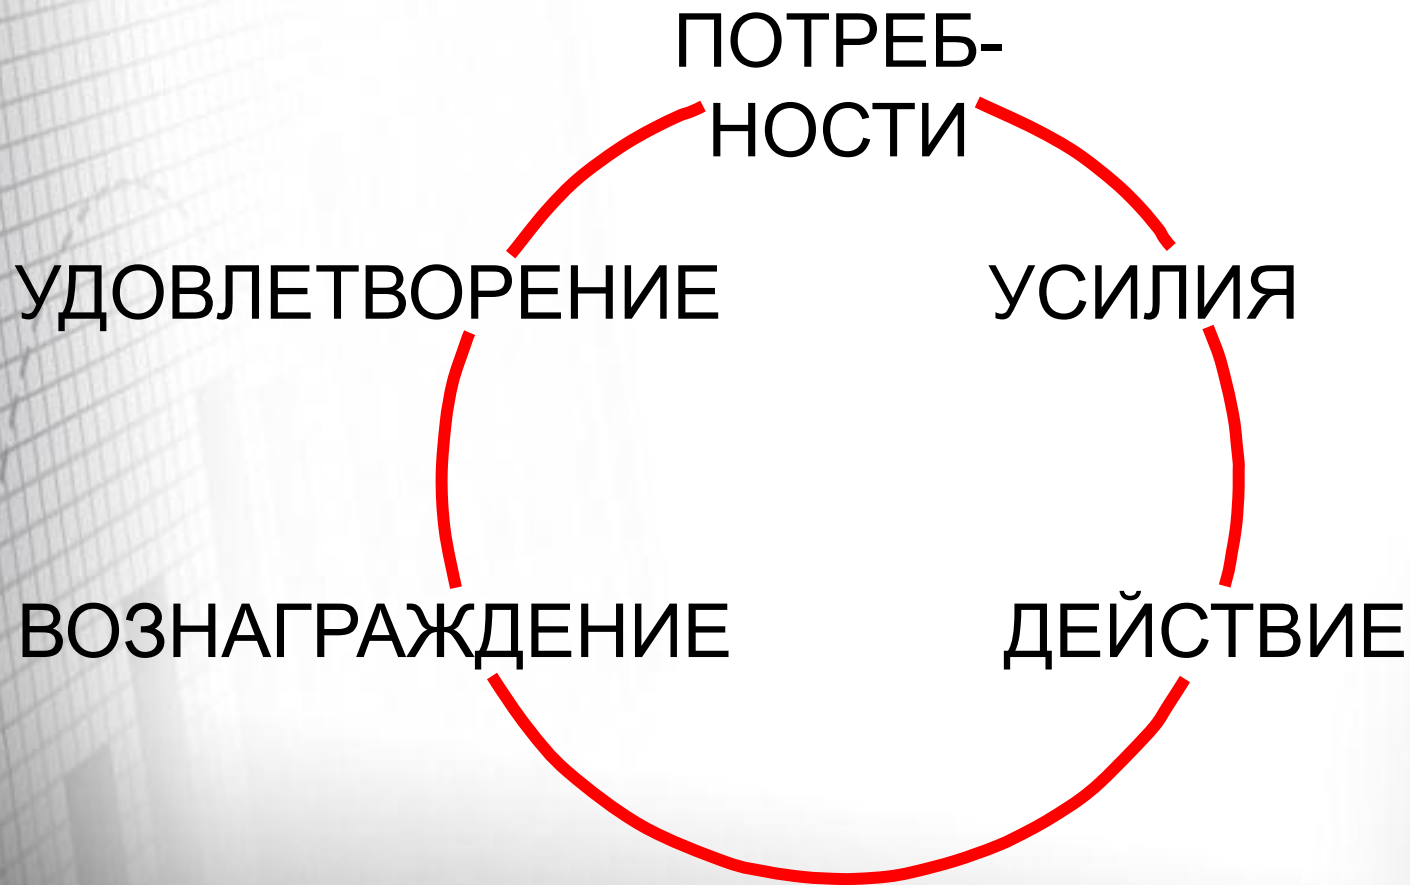 ПОТРЕБ-
НОСТИ
УДОВЛЕТВОРЕНИЕ
УСИЛИЯ
ВОЗНАГРАЖДЕНИЕ
ДЕЙСТВИЕ